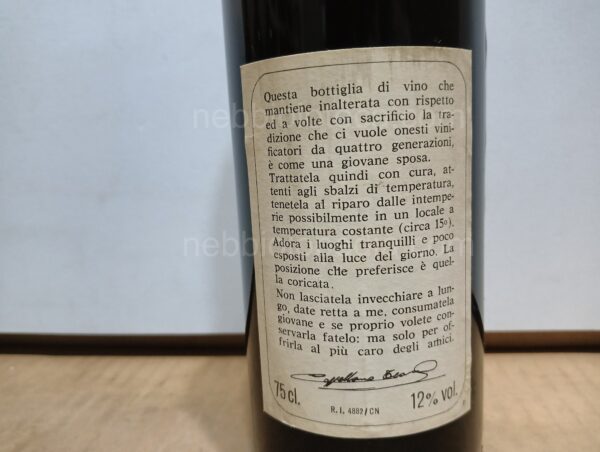 Questa bottiglia di vino che
mantiene inalterata con rispetto
ed a volte con sacrificio la tra-
dizione che ci vuole onesti vini-
ficatori da quattro generazioni,
è come una giovane sposa.
Trattatela quindi con cura, at-
tenti agli sbalzi di temperatura,
tenetela al riparo dalle intempe-
rie possibilmente in un locale a
temperatura costante (circa 15º).
Adora i luoghi tranquilli e poco
esposti alla luce del giorno. La
posizione che preferisce è quel-
la coricata.
Non lasciatela invecchiare a lun-
go, date retta a me, consumatela
giovane e se proprio volete con-
servarla fatelo: ma solo per of-
frirla al più caro degli amici.
75 cl.
12% vol.
R.I. 4882/CN